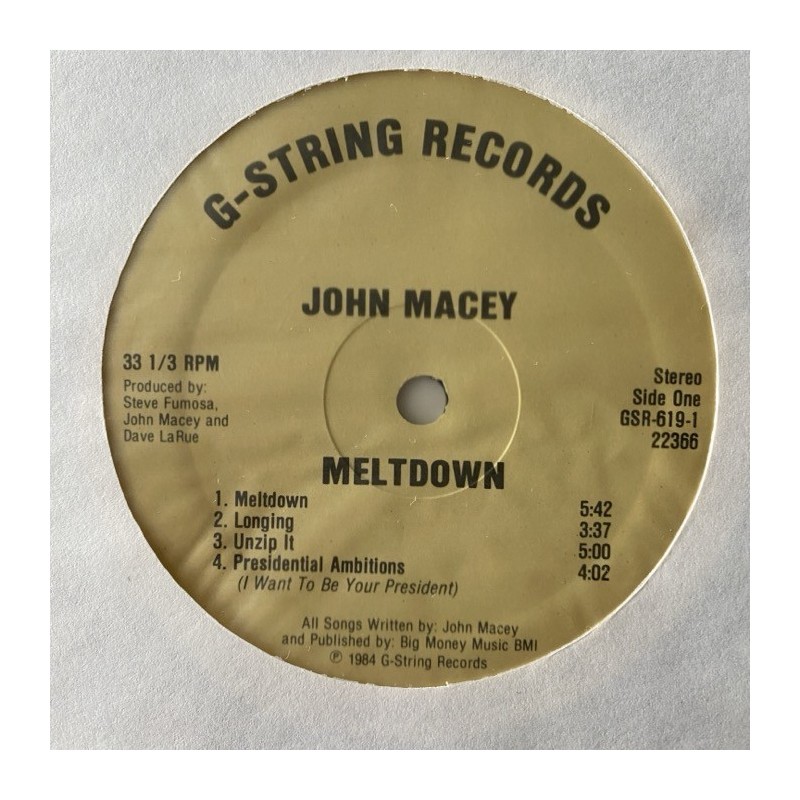 G-STRING RECORDS
JOHN MACEY
33 1/3 RPM
Produced by:
Steve Fumosa,
John Macey and
Dave LaRue
Stereo
Side One
GSR-619-1
22366
MELTDOWN
1. Meltdown 5:42
2. Longing 3:37
3. Unzip It 5:00
4. Presidential Ambitions 4:02
(I Want To Be Your President)
All Songs Written by: John Macey
and Published by: Big Money Music BMI
℗ 1984 G-String Records